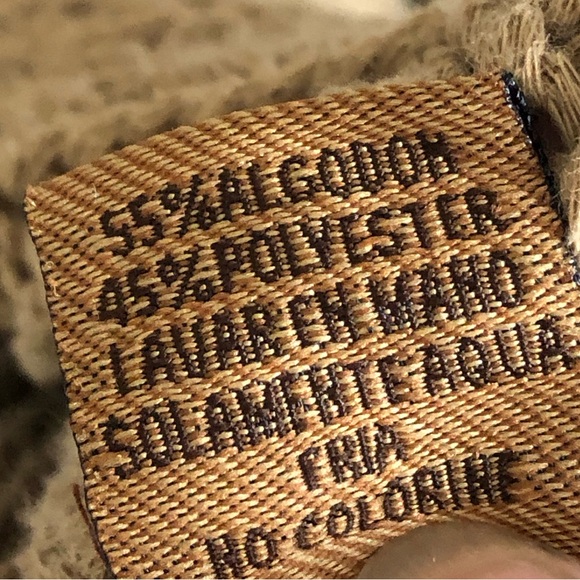 55% ALGODON
45% POLYESTER
LAVAR EN MANO
SOLAMENTE AQUA
FRIA
NO-COLORINE